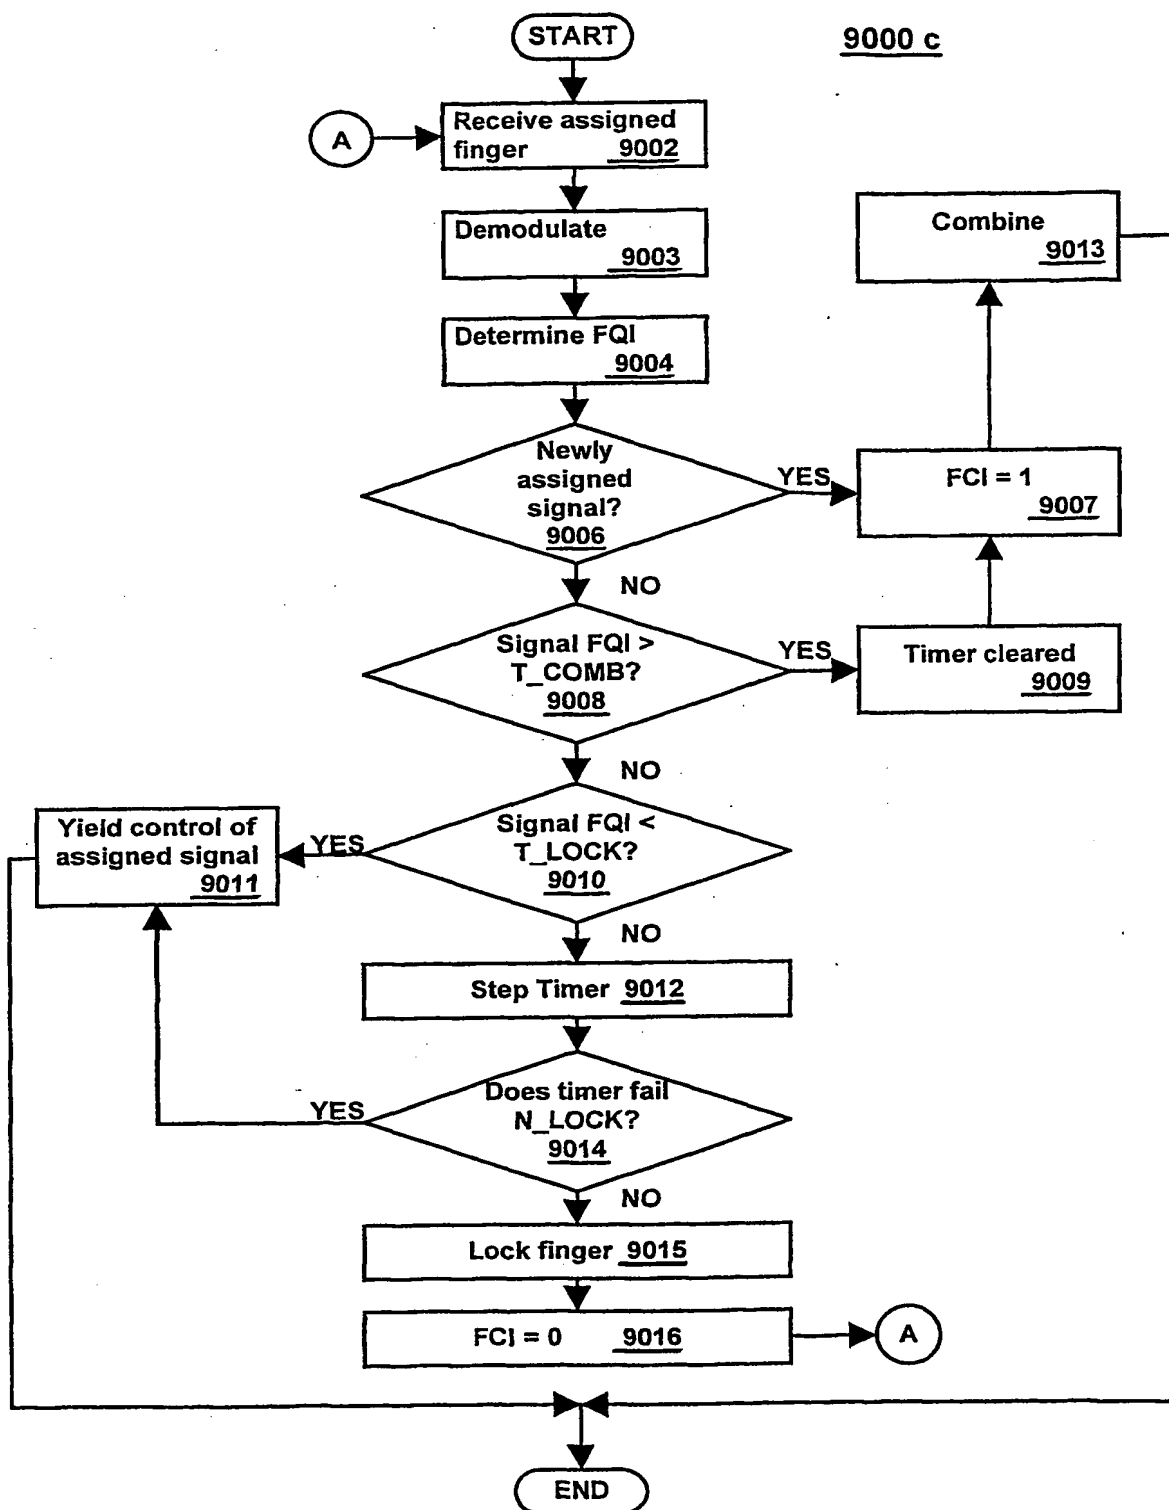 START
9000 c
A
Receive assigned
finger 9002
Demodulate
9003
Combine
9013
Determine FQI
9004
Newly
assigned
signal?
9006
YES
FCI = 1
9007
NO
Signal FQI >
T_COMB?
9008
YES
Timer cleared
9009
NO
Yield control of
assigned signal
9011
YES
Signal FQI <
T_LOCK?
9010
NO
Step Timer 9012
Does timer fail
N_LOCK?
9014
YES
NO
Lock finger 9015
FCI = 0 9016
A
END